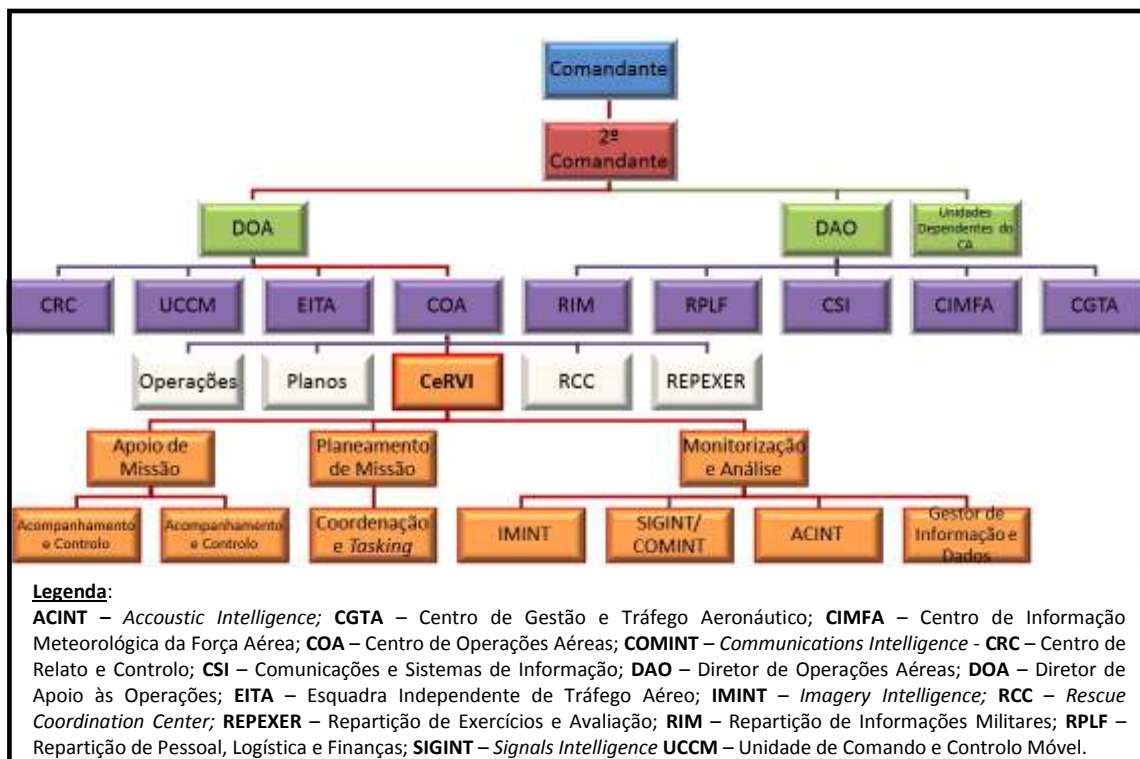 Comandante
2º
Comandante
DOA
DAO
Unidades
Dependentes do
CA
CRC
UCCM
EITA
COA
RIM
RPLF
CSI
CIMFA
CGTA
Operações
Planos
CeRVI
RCC
REPEXER
Apoio de
Missão
Planeamento
de Missão
Monitorização
e Análise
Acompanhamento
e Controlo
Acompanhamento
e Controlo
Coordenação
e Tasking
IMINT
SIGINT/
COMINT
ACINT
Gestor de
Informação e
Dados
Legenda:
ACINT – Accoustic Intelligence; CGTA – Centro de Gestão e Tráfego Aeronáutico; CIMFA – Centro de Informação
Meteorológica da Força Aérea; COA – Centro de Operações Aéreas; COMINT – Communications Intelligence - CRC – Centro de
Relato e Controlo; CSI – Comunicações e Sistemas de Informação; DAO – Diretor de Operações Aéreas; DOA – Diretor de
Apoio às Operações; EITA – Esquadra Independente de Tráfego Aéreo; IMINT – Imagery Intelligence; RCC – Rescue
Coordination Center; REPEXER – Repartição de Exercícios e Avaliação; RIM – Repartição de Informações Militares; RPLF –
Repartição de Pessoal, Logística e Finanças; SIGINT – Signals Intelligence UCCM – Unidade de Comando e Controlo Móvel.